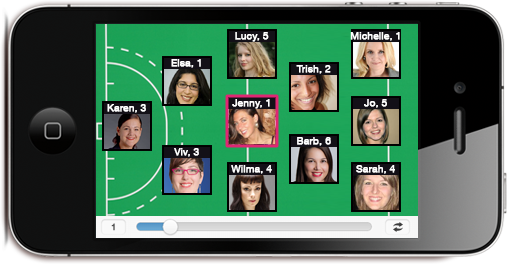 Lucy, 5
Michelle, 1
Elsa, 1
Trish, 2
Karen, 3
Jenny, 1
Jo, 5
Viv, 3
Barb, 6
Wilma, 4
Sarah, 4
1